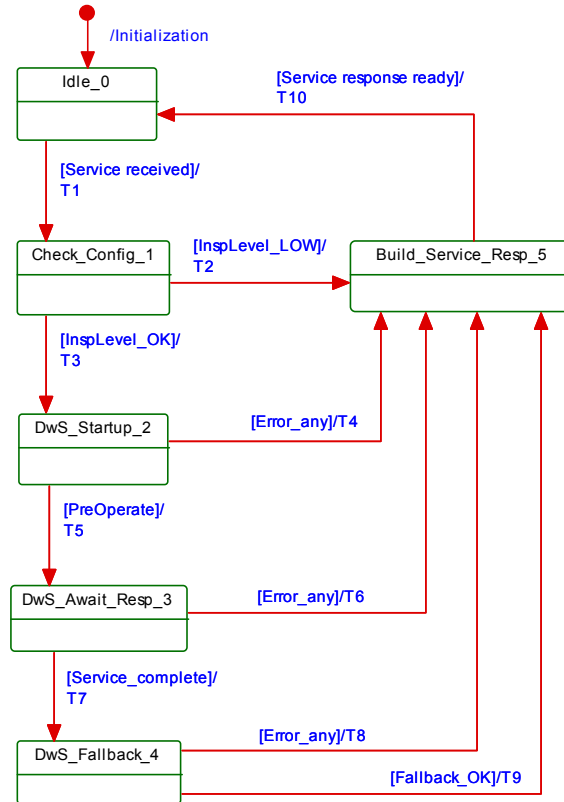 /Initialization
Idle_0
[Service response ready]/
T10
[Service received]/
T1
Check_Config_1
[InspLevel_LOW]/
T2
Build_Service_Resp_5
[InspLevel_OK]/
T3
DwS_Startup_2
[Error_any]/T4
[PreOperate]/
T5
DwS_Await_Resp_3
[Error_any]/T6
[Service_complete]/
T7
DwS_Fallback_4
[Error_any]/T8
[Fallback_OK]/T9